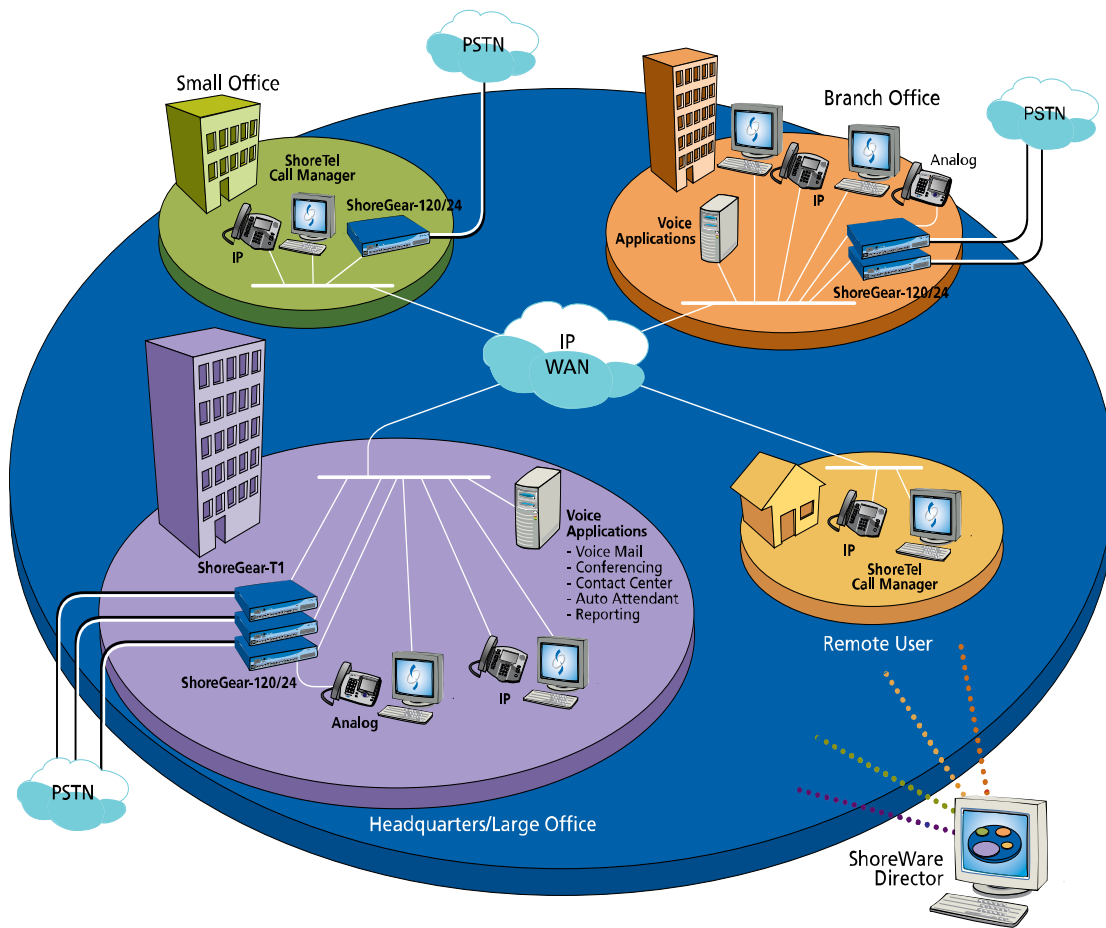 PSTN
Small Office
ShoreTel
Call Manager
ShoreGear-120/24
IP
Branch Office
PSTN
Analog
IP
Voice
Applications
ShoreGear-120/24
IP
WAN
ShoreGear-T1
Voice
Applications
- Voice Mail
- Conferencing
- Contact Center
- Auto Attendant
- Reporting
ShoreGear-120/24
Analog
IP
PSTN
Headquarters/Large Office
IP
ShoreTel
Call Manager
Remote User
ShoreWare
Director